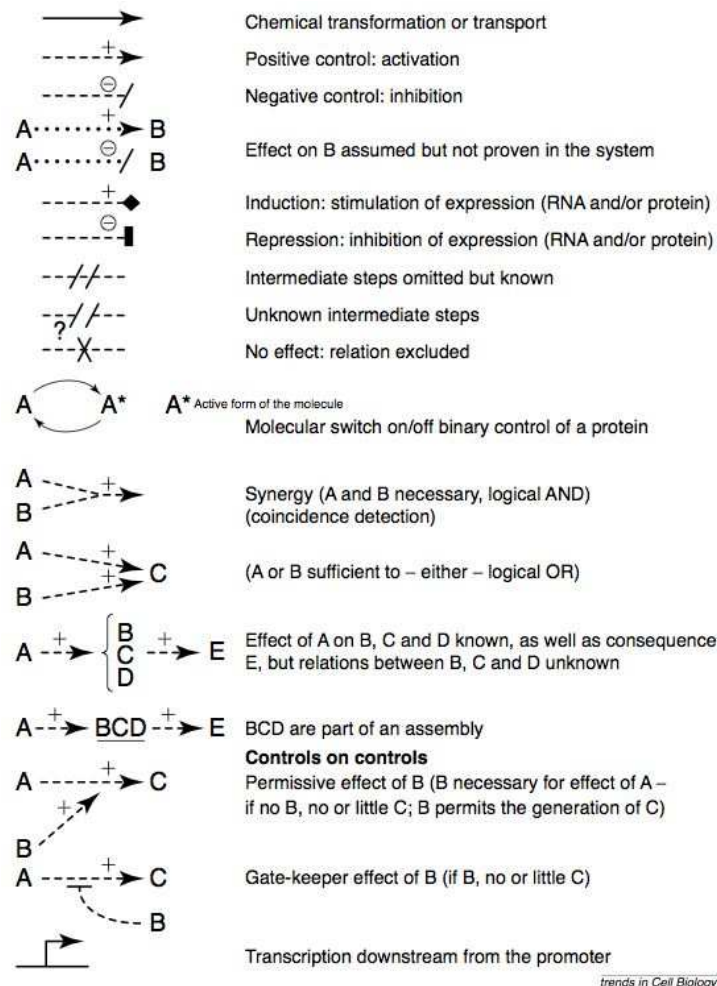 Chemical transformation or transport
+
Positive control: activation
⊖
Negative control: inhibition
A + B
A ⊖ B
Effect on B assumed but not proven in the system
+
Induction: stimulation of expression (RNA and/or protein)
⊖
Repression: inhibition of expression (RNA and/or protein)
Intermediate steps omitted but known
Unknown intermediate steps
?
No effect: relation excluded
A A* A* Active form of the molecule
Molecular switch on/off binary control of a protein
A
+
B
Synergy (A and B necessary, logical AND)
(coincidence detection)
A
+
+
C
B
(A or B sufficient to – either – logical OR)
A + B C D + E
Effect of A on B, C and D known, as well as consequence
E, but relations between B, C and D unknown
A + BCD + E
BCD are part of an assembly
Controls on controls
A + C
+
B
Permissive effect of B (B necessary for effect of A –
if no B, no or little C; B permits the generation of C)
A + C
B
Gate-keeper effect of B (if B, no or little C)
Transcription downstream from the promoter
trends in Cell Biology